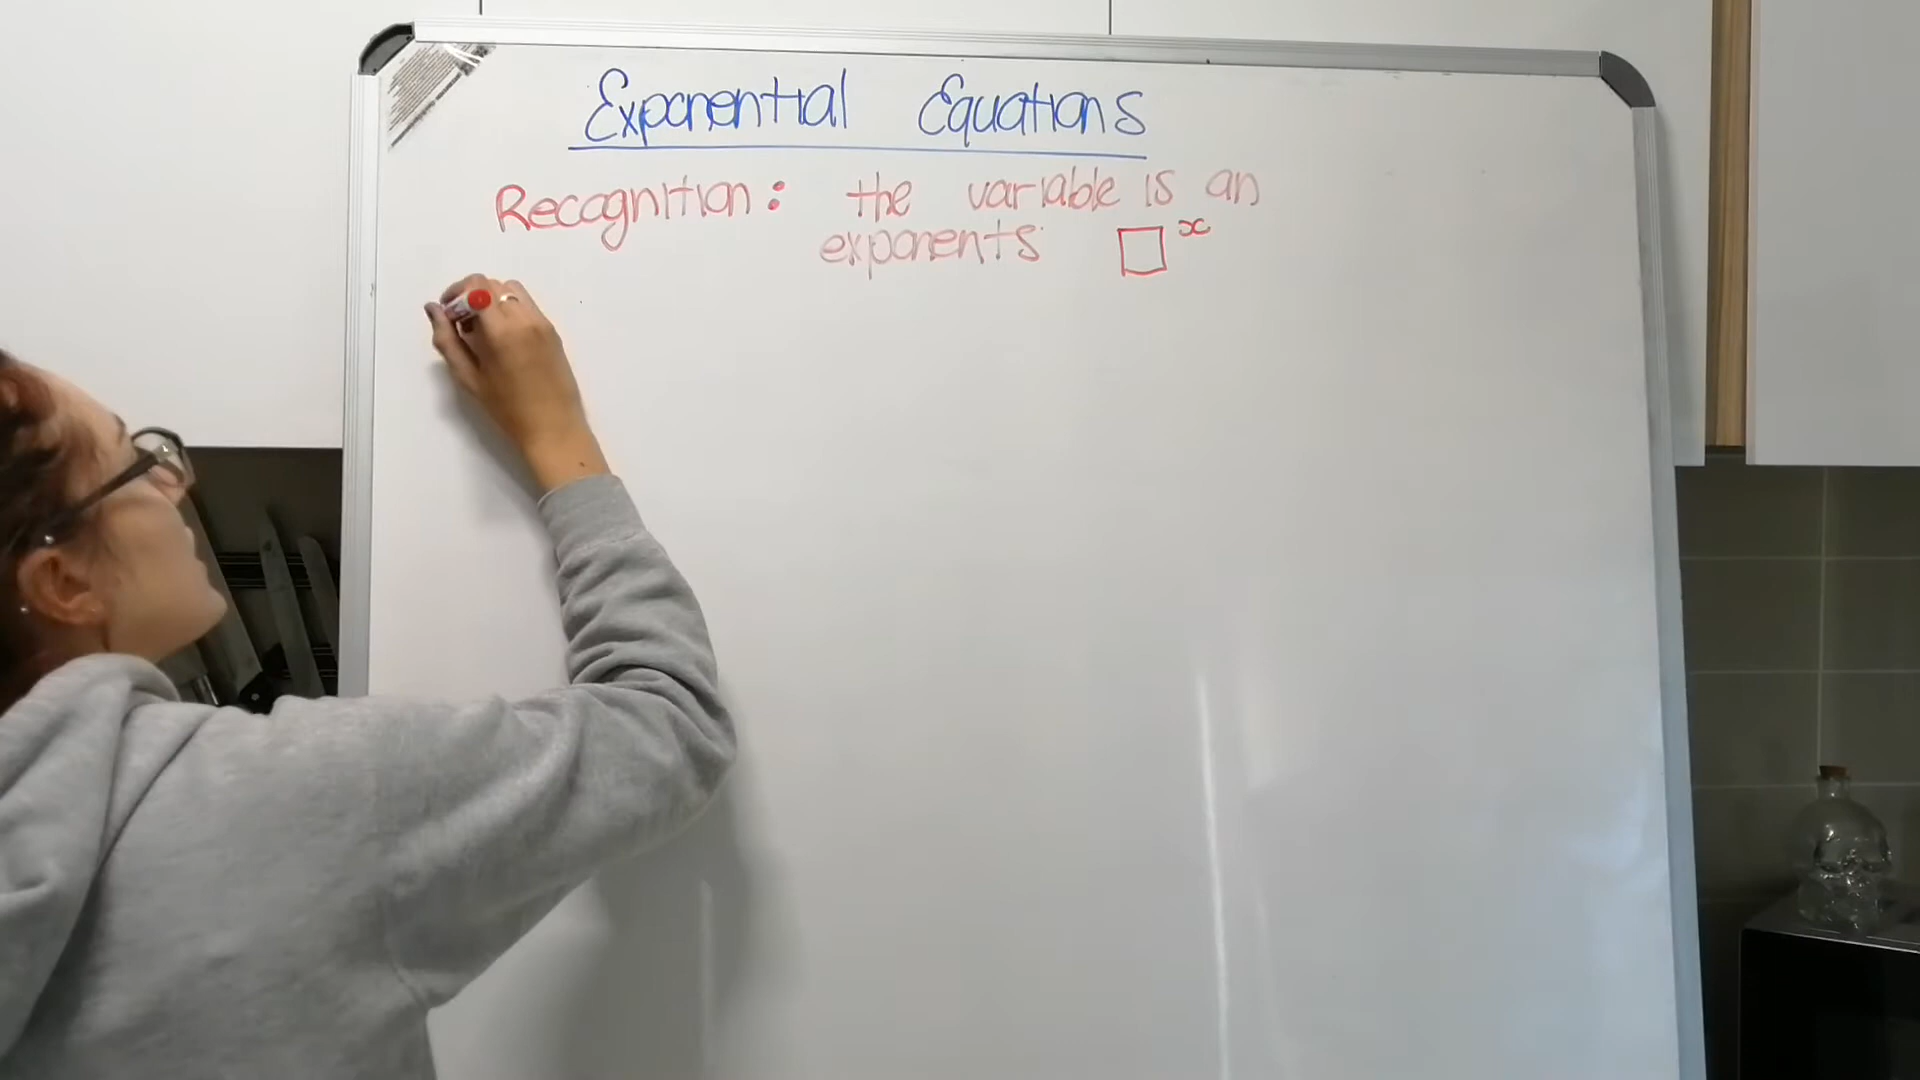 Exponential Equations
Recognition: the variable is an
exponents □ˣ